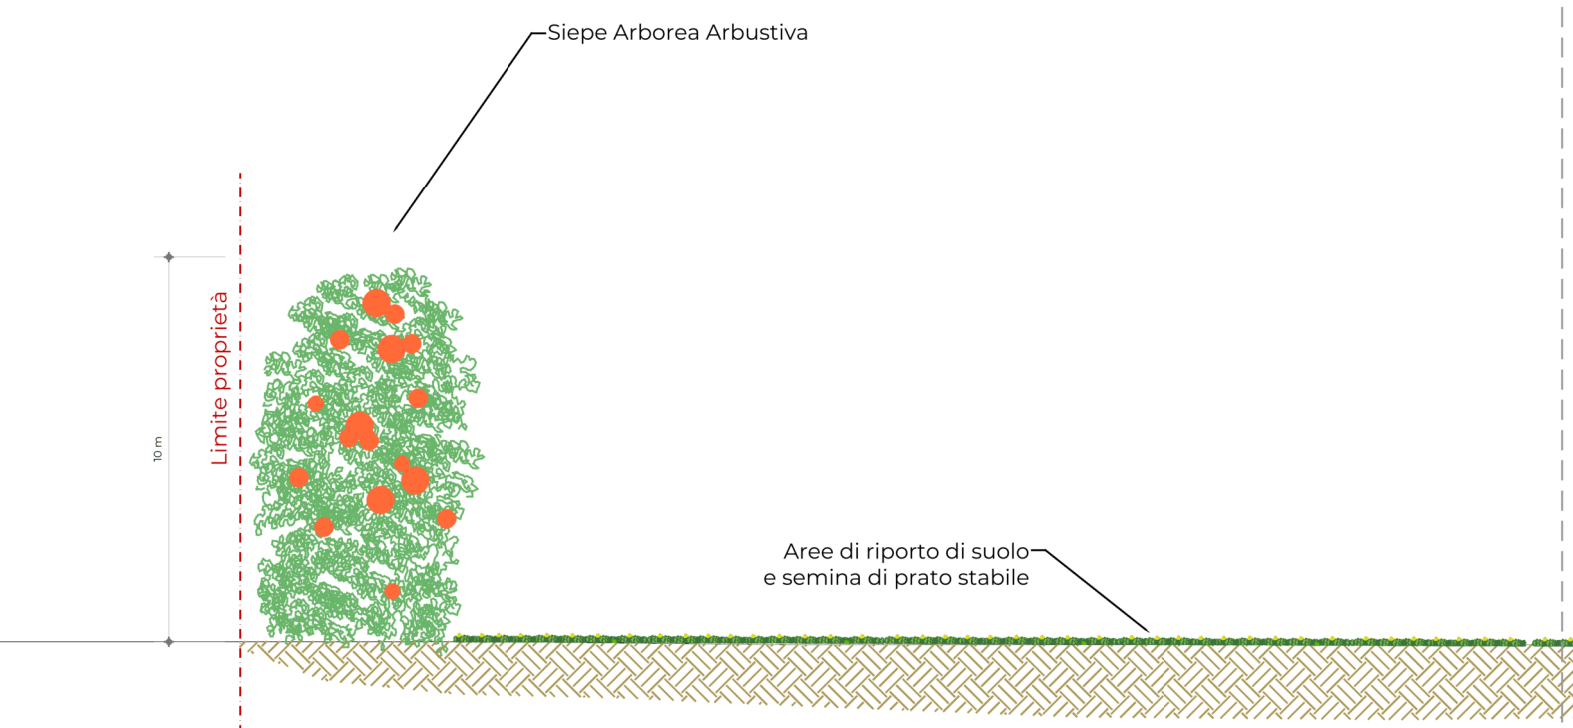 Siepe Arborea Arbustiva
Limite proprietà
10 m
Aree di riporto di suolo
e semina di prato stabile